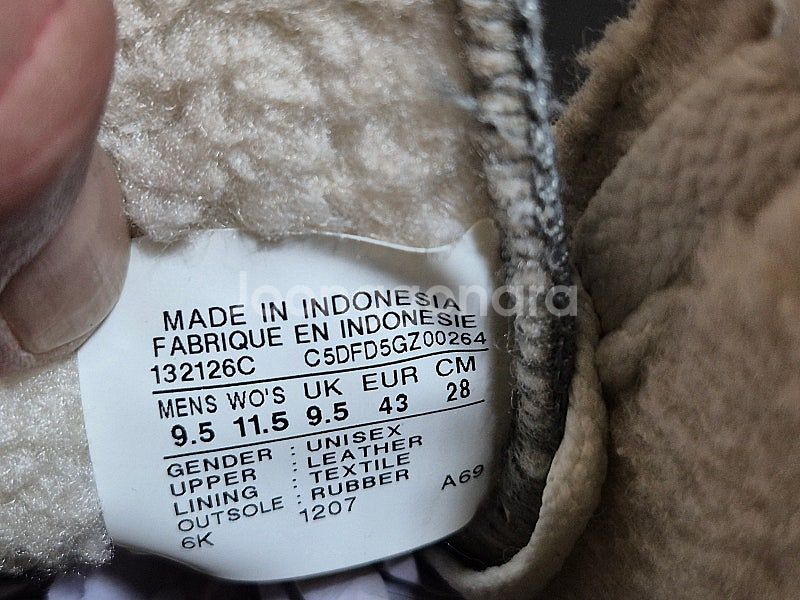 MADE IN INDONESIA
FABRIQUE EN INDONESIE
132126C C5DFD5GZ00264
MENS WO'S UK EUR CM
9.5 11.5 9.5 43 28
GENDER : UNISEX
UPPER : LEATHER
LINING : TEXTILE
OUTSOLE : RUBBER
6K 1207 A69